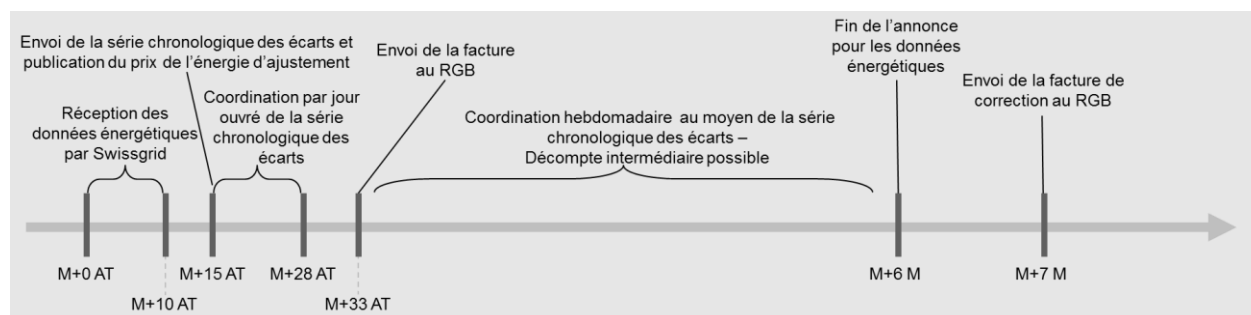 Envoi de la série chronologique des écarts et
publication du prix de l'énergie d'ajustement
Réception des
données énergétiques
par Swissgrid
Coordination par jour
ouvré de la série
chronologique des
écarts
Envoi de la facture
au RGB
Coordination hebdomadaire au moyen de la série
chronologique des écarts –
Décompte intermédiaire possible
Fin de l'annonce
pour les données
énergétiques
Envoi de la facture de
correction au RGB
M+0 AT
M+10 AT
M+15 AT
M+28 AT
M+33 AT
M+6 M
M+7 M